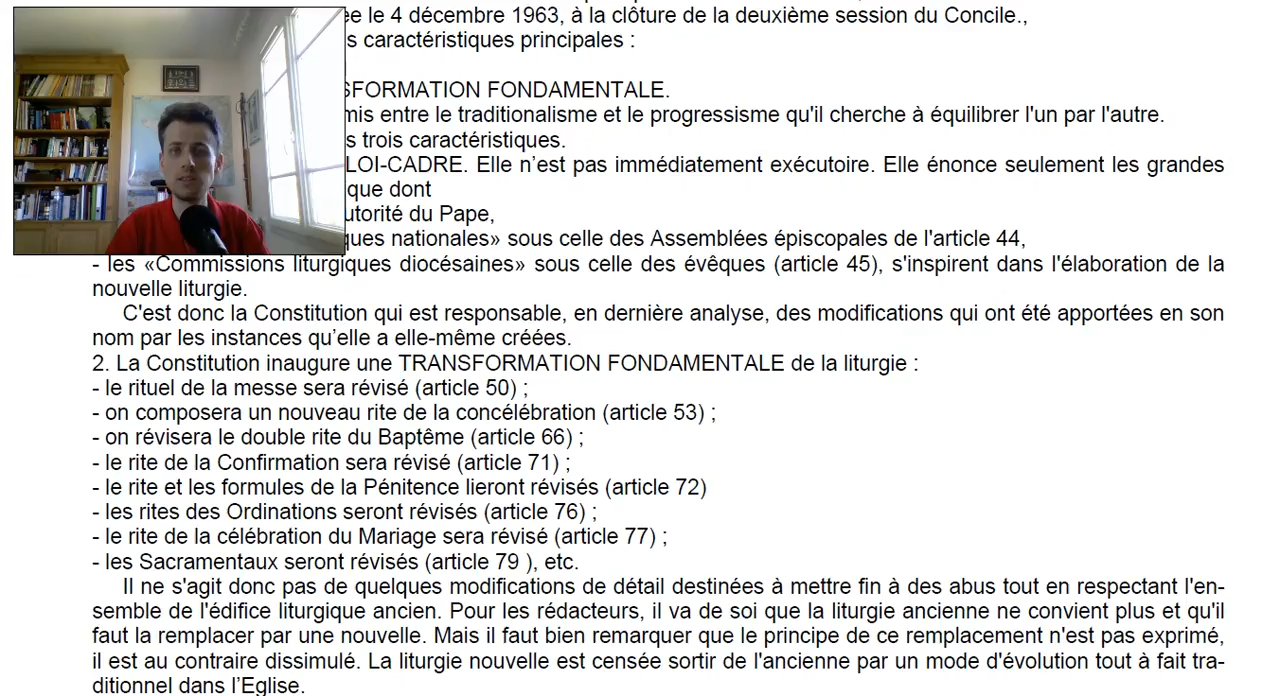 le 4 décembre 1963, à la clôture de la deuxième session du Concile.,
caractéristiques principales :
FONDAMENTALE.
entre le traditionalisme et le progressisme qu'il cherche à équilibrer l'un par l'autre.
trois caractéristiques.
LOI-CADRE. Elle n’est pas immédiatement exécutoire. Elle énonce seulement les grandes
que dont
du Pape,
nationales» sous celle des Assemblées épiscopales de l'article 44,
- les «Commissions liturgiques diocésaines» sous celle des évêques (article 45), s'inspirent dans l'élaboration de la
nouvelle liturgie.
C'est donc la Constitution qui est responsable, en dernière analyse, des modifications qui ont été apportées en son
nom par les instances qu’elle a elle-même créées.
2. La Constitution inaugure une TRANSFORMATION FONDAMENTALE de la liturgie :
- le rituel de la messe sera révisé (article 50) ;
- on composera un nouveau rite de la concélébration (article 53) ;
- on révisera le double rite du Baptême (article 66) ;
- le rite de la Confirmation sera révisé (article 71) ;
- le rite et les formules de la Pénitence lieront révisés (article 72)
- les rites des Ordinations seront révisés (article 76) ;
- le rite de la célébration du Mariage sera révisé (article 77) ;
- les Sacramentaux seront révisés (article 79 ), etc.
Il ne s'agit donc pas de quelques modifications de détail destinées à mettre fin à des abus tout en respectant l'en-
semble de l'édifice liturgique ancien. Pour les rédacteurs, il va de soi que la liturgie ancienne ne convient plus et qu'il
faut la remplacer par une nouvelle. Mais il faut bien remarquer que le principe de ce remplacement n'est pas exprimé,
il est au contraire dissimulé. La liturgie nouvelle est censée sortir de l'ancienne par un mode d'évolution tout à fait tra-
ditionnel dans l’Eglise.